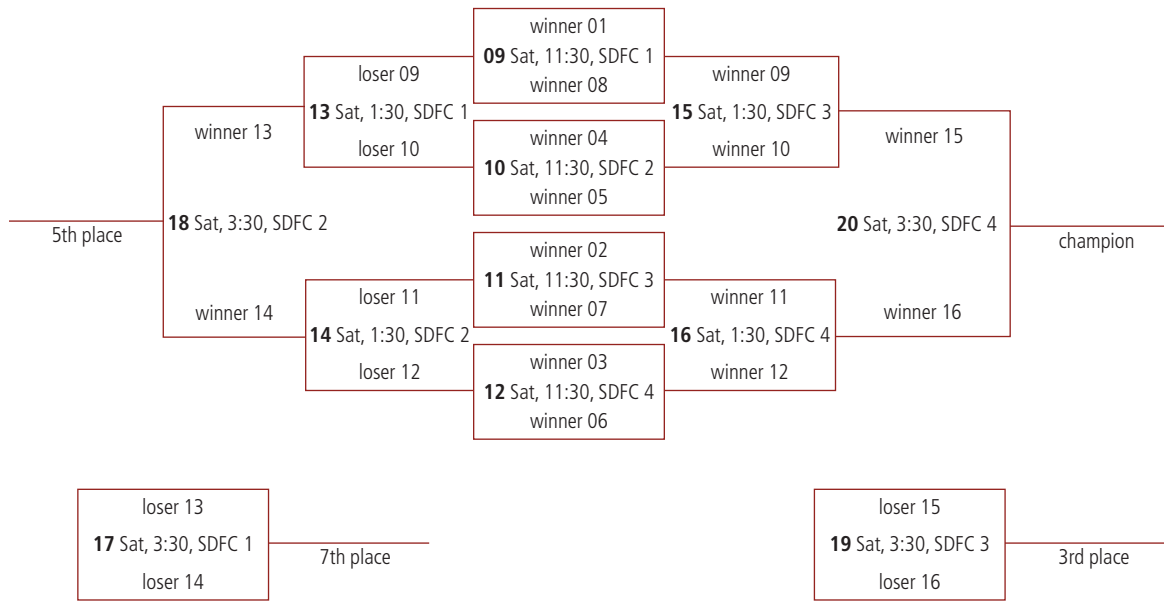 winner 01
09 Sat, 11:30, SDFC 1
winner 08
loser 09
13 Sat, 1:30, SDFC 1
loser 10
winner 09
15 Sat, 1:30, SDFC 3
winner 10
winner 04
10 Sat, 11:30, SDFC 2
winner 05
winner 13
18 Sat, 3:30, SDFC 2
winner 14
5th place
winner 15
20 Sat, 3:30, SDFC 4
winner 16
champion
winner 02
11 Sat, 11:30, SDFC 3
winner 07
loser 11
14 Sat, 1:30, SDFC 2
loser 12
winner 11
16 Sat, 1:30, SDFC 4
winner 12
winner 03
12 Sat, 11:30, SDFC 4
winner 06
loser 13
17 Sat, 3:30, SDFC 1
loser 14
7th place
loser 15
19 Sat, 3:30, SDFC 3
loser 16
3rd place